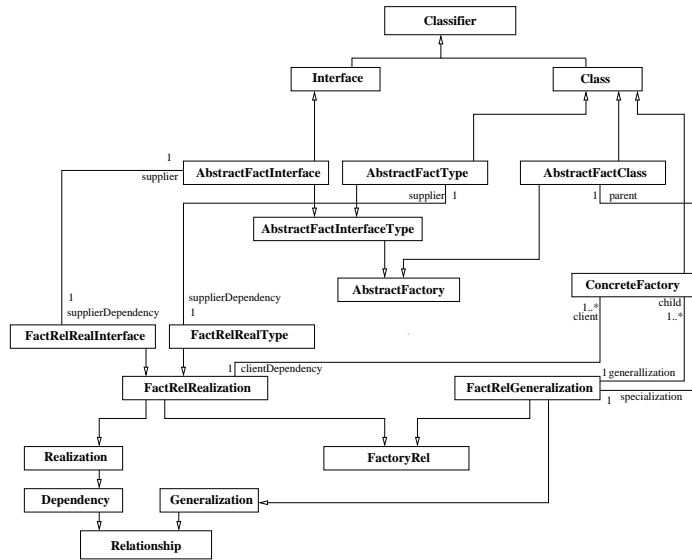 Classifier
Interface
Class
1
supplier
AbstractFactInterface
AbstractFactType
AbstractFactClass
supplier 1
1 parent
AbstractFactInterfaceType
AbstractFactory
ConcreteFactory
1
supplierDependency
supplierDependency
1
1..*
client
child
1..*
FactRelRealInterface
FactRelRealType
1 clientDependency
1 generallization
FactRelRealization
FactRelGeneralization
1 specialization
Realization
FactoryRel
Dependency
Generalization
Relationship